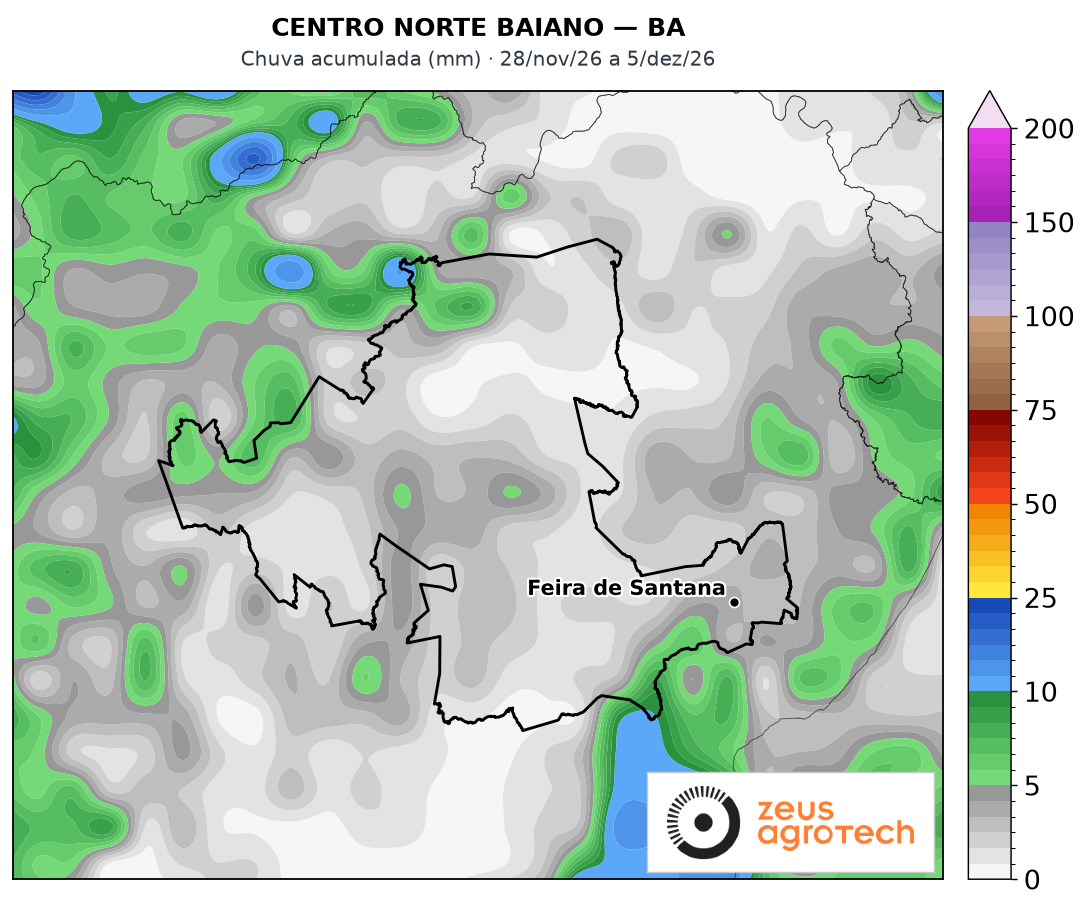 CENTRO NORTE BAIANO — BA
Chuva acumulada (mm) · 28/nov/26 a 5/dez/26
200
150
100
75
50
25
10
5
0
Feira de Santana
zeus
agrotech